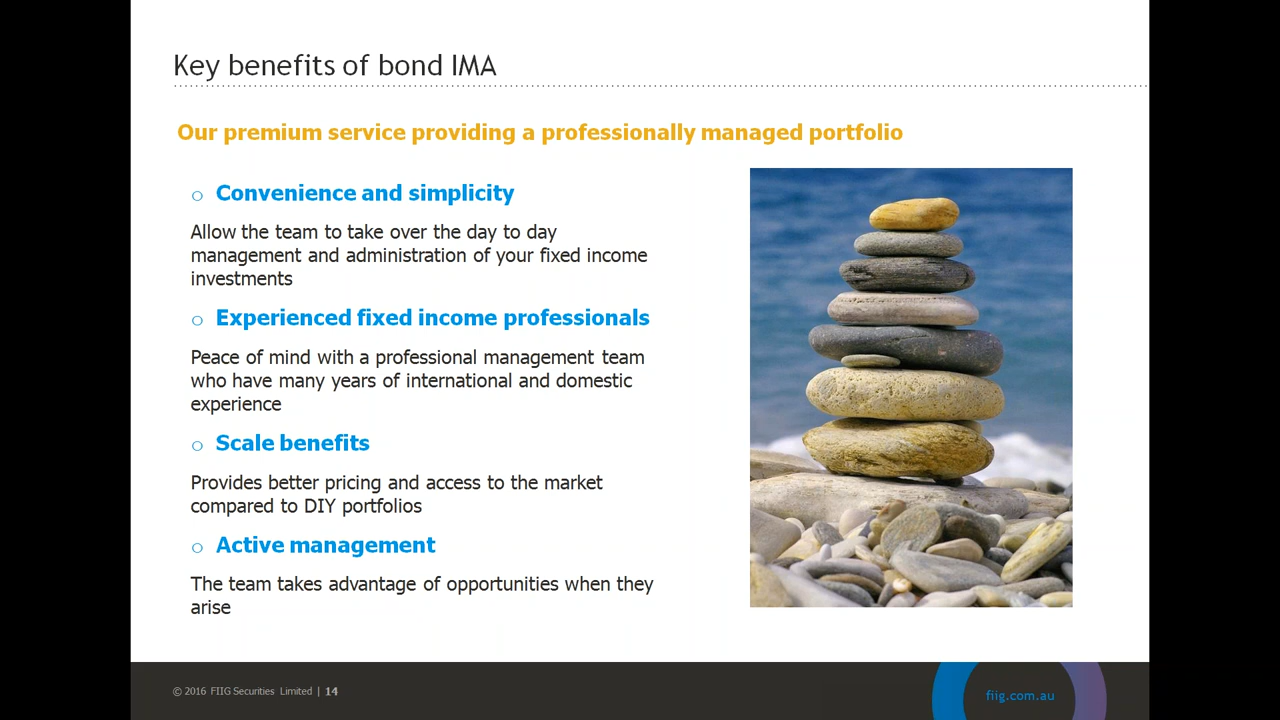 Key benefits of bond IMA
Our premium service providing a professionally managed portfolio
o Convenience and simplicity
Allow the team to take over the day to day
management and administration of your fixed income
investments
o Experienced fixed income professionals
Peace of mind with a professional management team
who have many years of international and domestic
experience
o Scale benefits
Provides better pricing and access to the market
compared to DIY portfolios
o Active management
The team takes advantage of opportunities when they
arise
© 2016 FIIG Securities Limited | 14
fiig.com.au